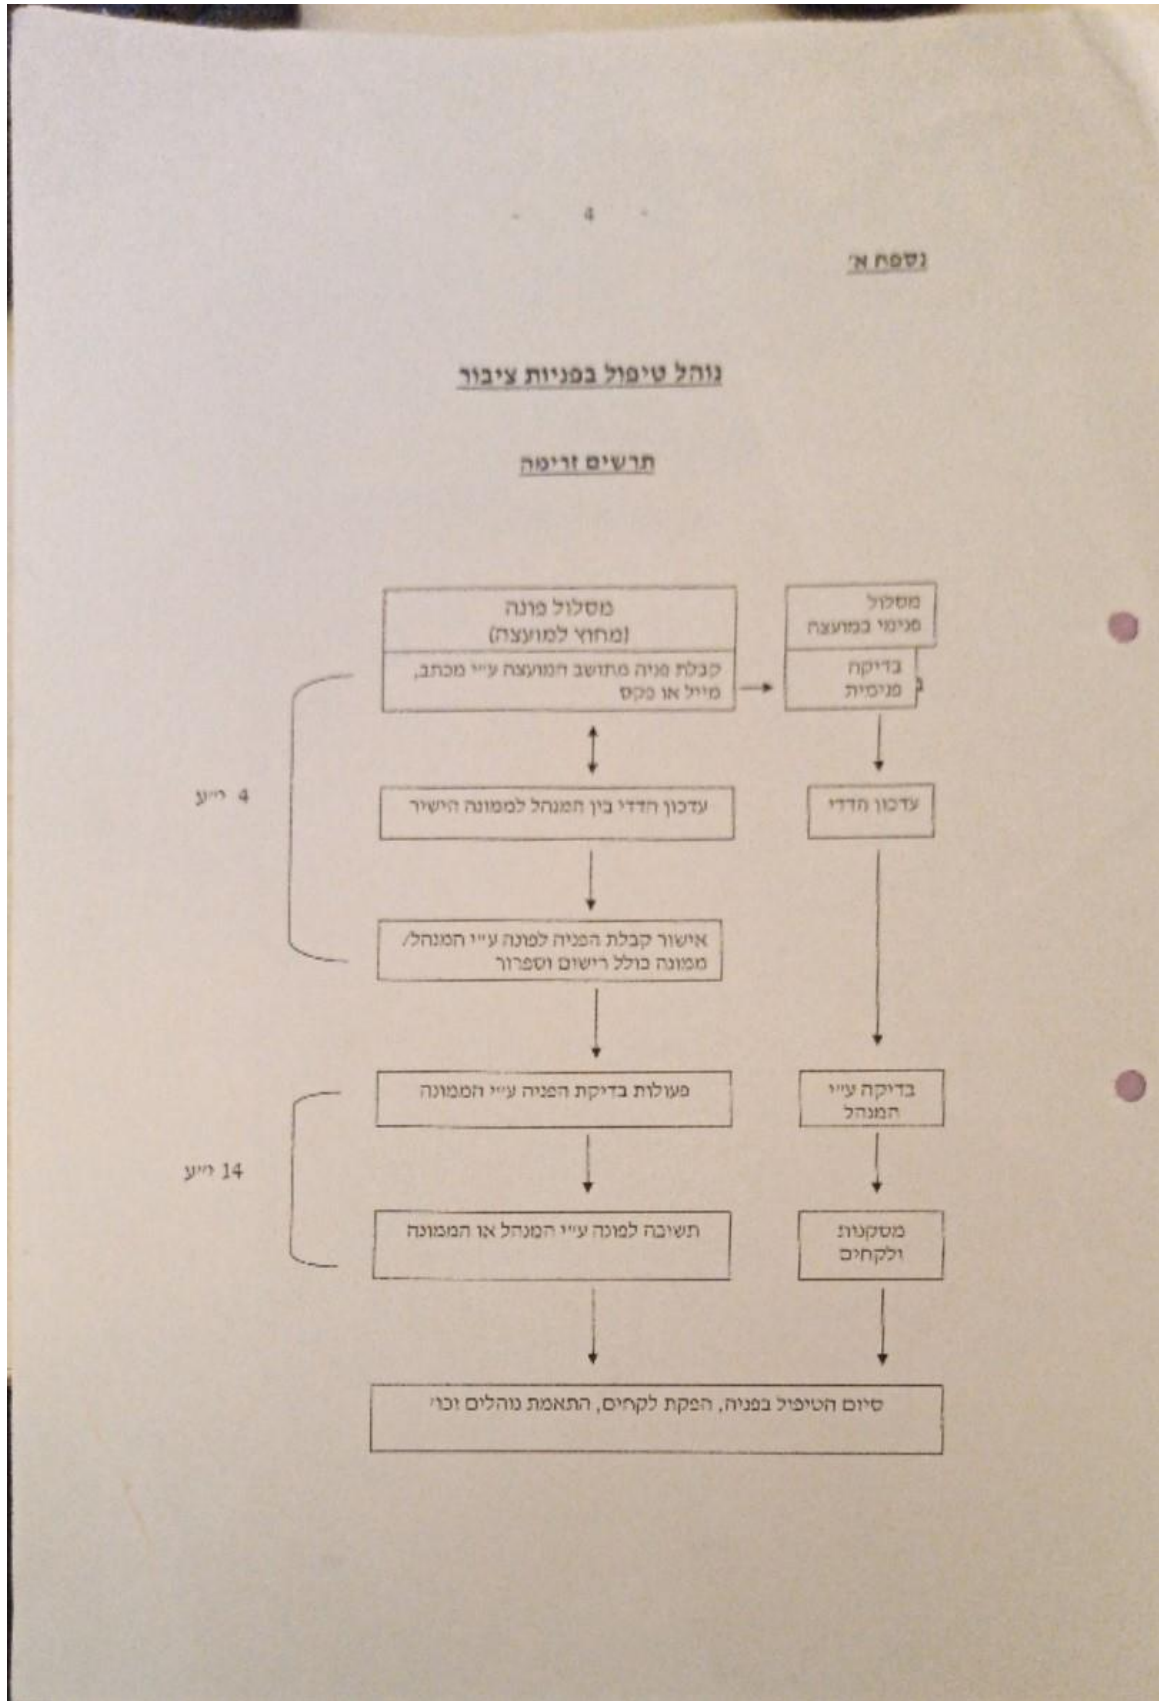 - 4 -
נספח א'
נוהל טיפול בפניות ציבור
תרשים זרימה
מסלול
פנימי במועצה
מסלול פונה
(מחוץ למועצה)
בדיקה
פנימית
קבלת פניה מתושב המועצה ע"י מכתב,
מייל או פקס
עדכון הדדי
עדכון הדדי בין המנהל לממונה הישיר
4 י"ע
אישור קבלת הפניה לפונה ע"י המנהל/
ממונה כולל רישום וספרור
בדיקה ע"י
המנהל
פעולות בדיקת הפניה ע"י הממונה
14 י"ע
מסקנות
ולקחים
תשיבה לפונה ע"י המנהל או הממונה
סיום הטיפול בפניה, הפקת לקחים, התאמת נוהלים וכו'